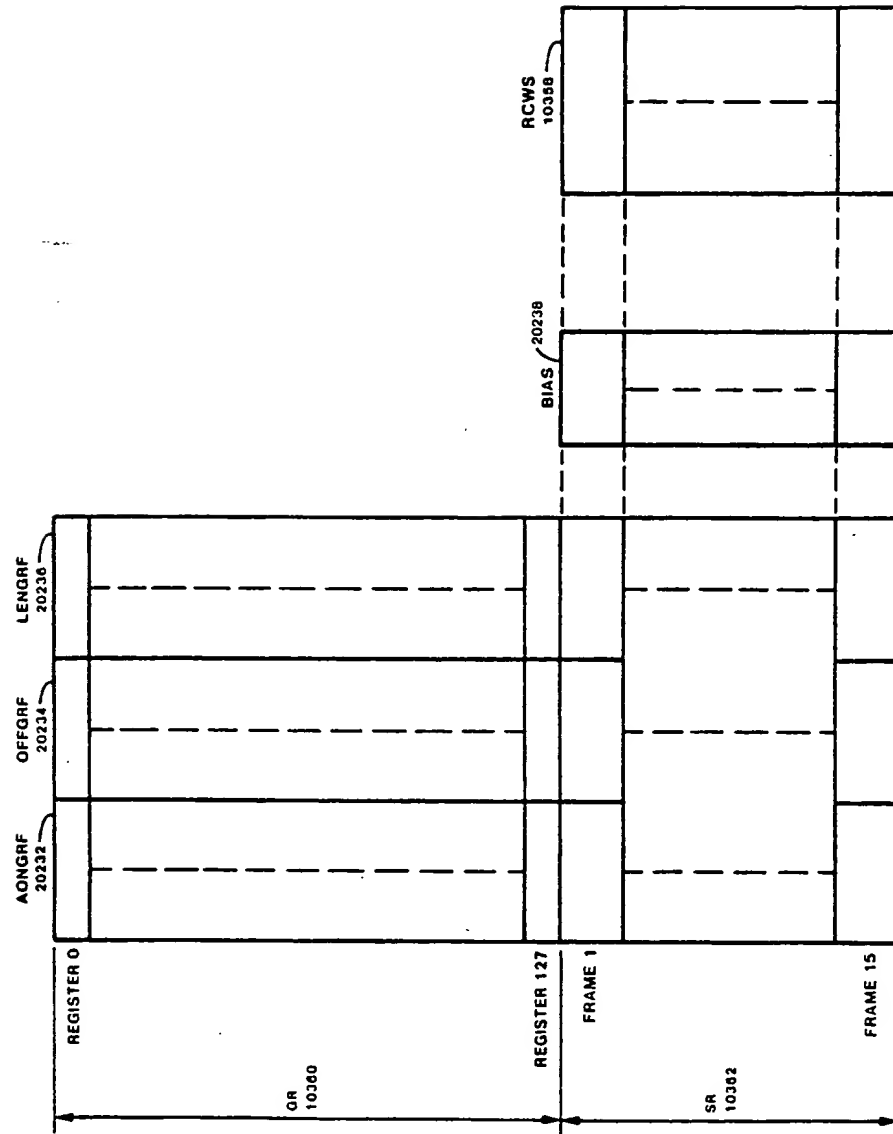 AONGRF
20232
OFFGRF
20234
LENGRF
20236
BIAS
20238
RCWS
10358
REGISTER 0
GR
10360
REGISTER 127
FRAME 1
SR
10362
FRAME 15